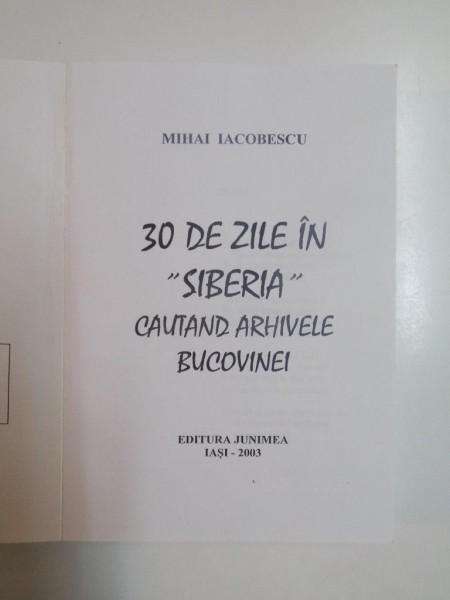 MIHAI IACOBESCU
30 DE ZILE ÎN
"SIBERIA"
CAUTAND ARHIVELE
BUCOVINEI
EDITURA JUNIMEA
IAŞI - 2003